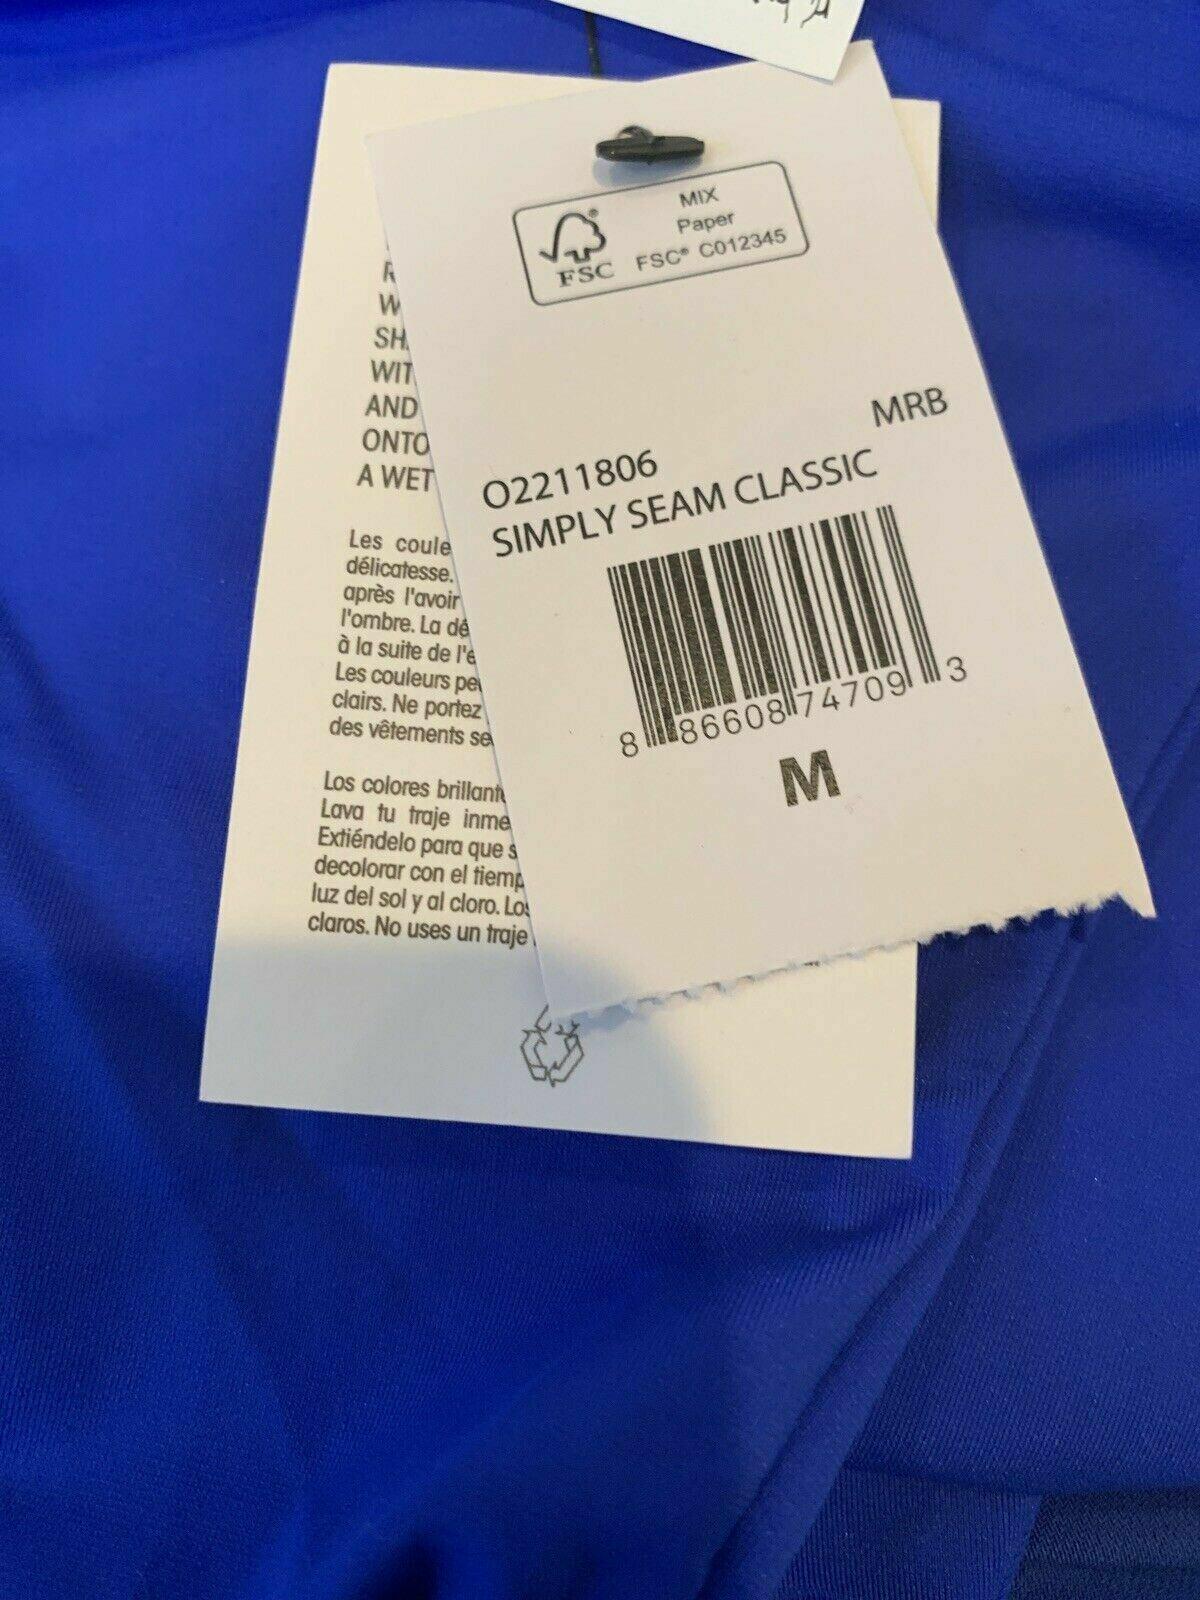 MIX
Paper
FSC® C012345
® FSC
MRB
O2211806
SIMPLY SEAM CLASSIC
8 86608 74709 3
M
SH
WIT
AND
ONTO
A WET
Les coule
délicatesse.
après l'avoir
l'ombre. La dé
à la suite de l'é
Les couleurs pe
clairs. Ne portez
des vêtements se
Los colores brillant
Lava tu traje inme
Extiéndelo para que s
decolorar con el tiemp
luz del sol y al cloro. Los
claros. No uses un traje